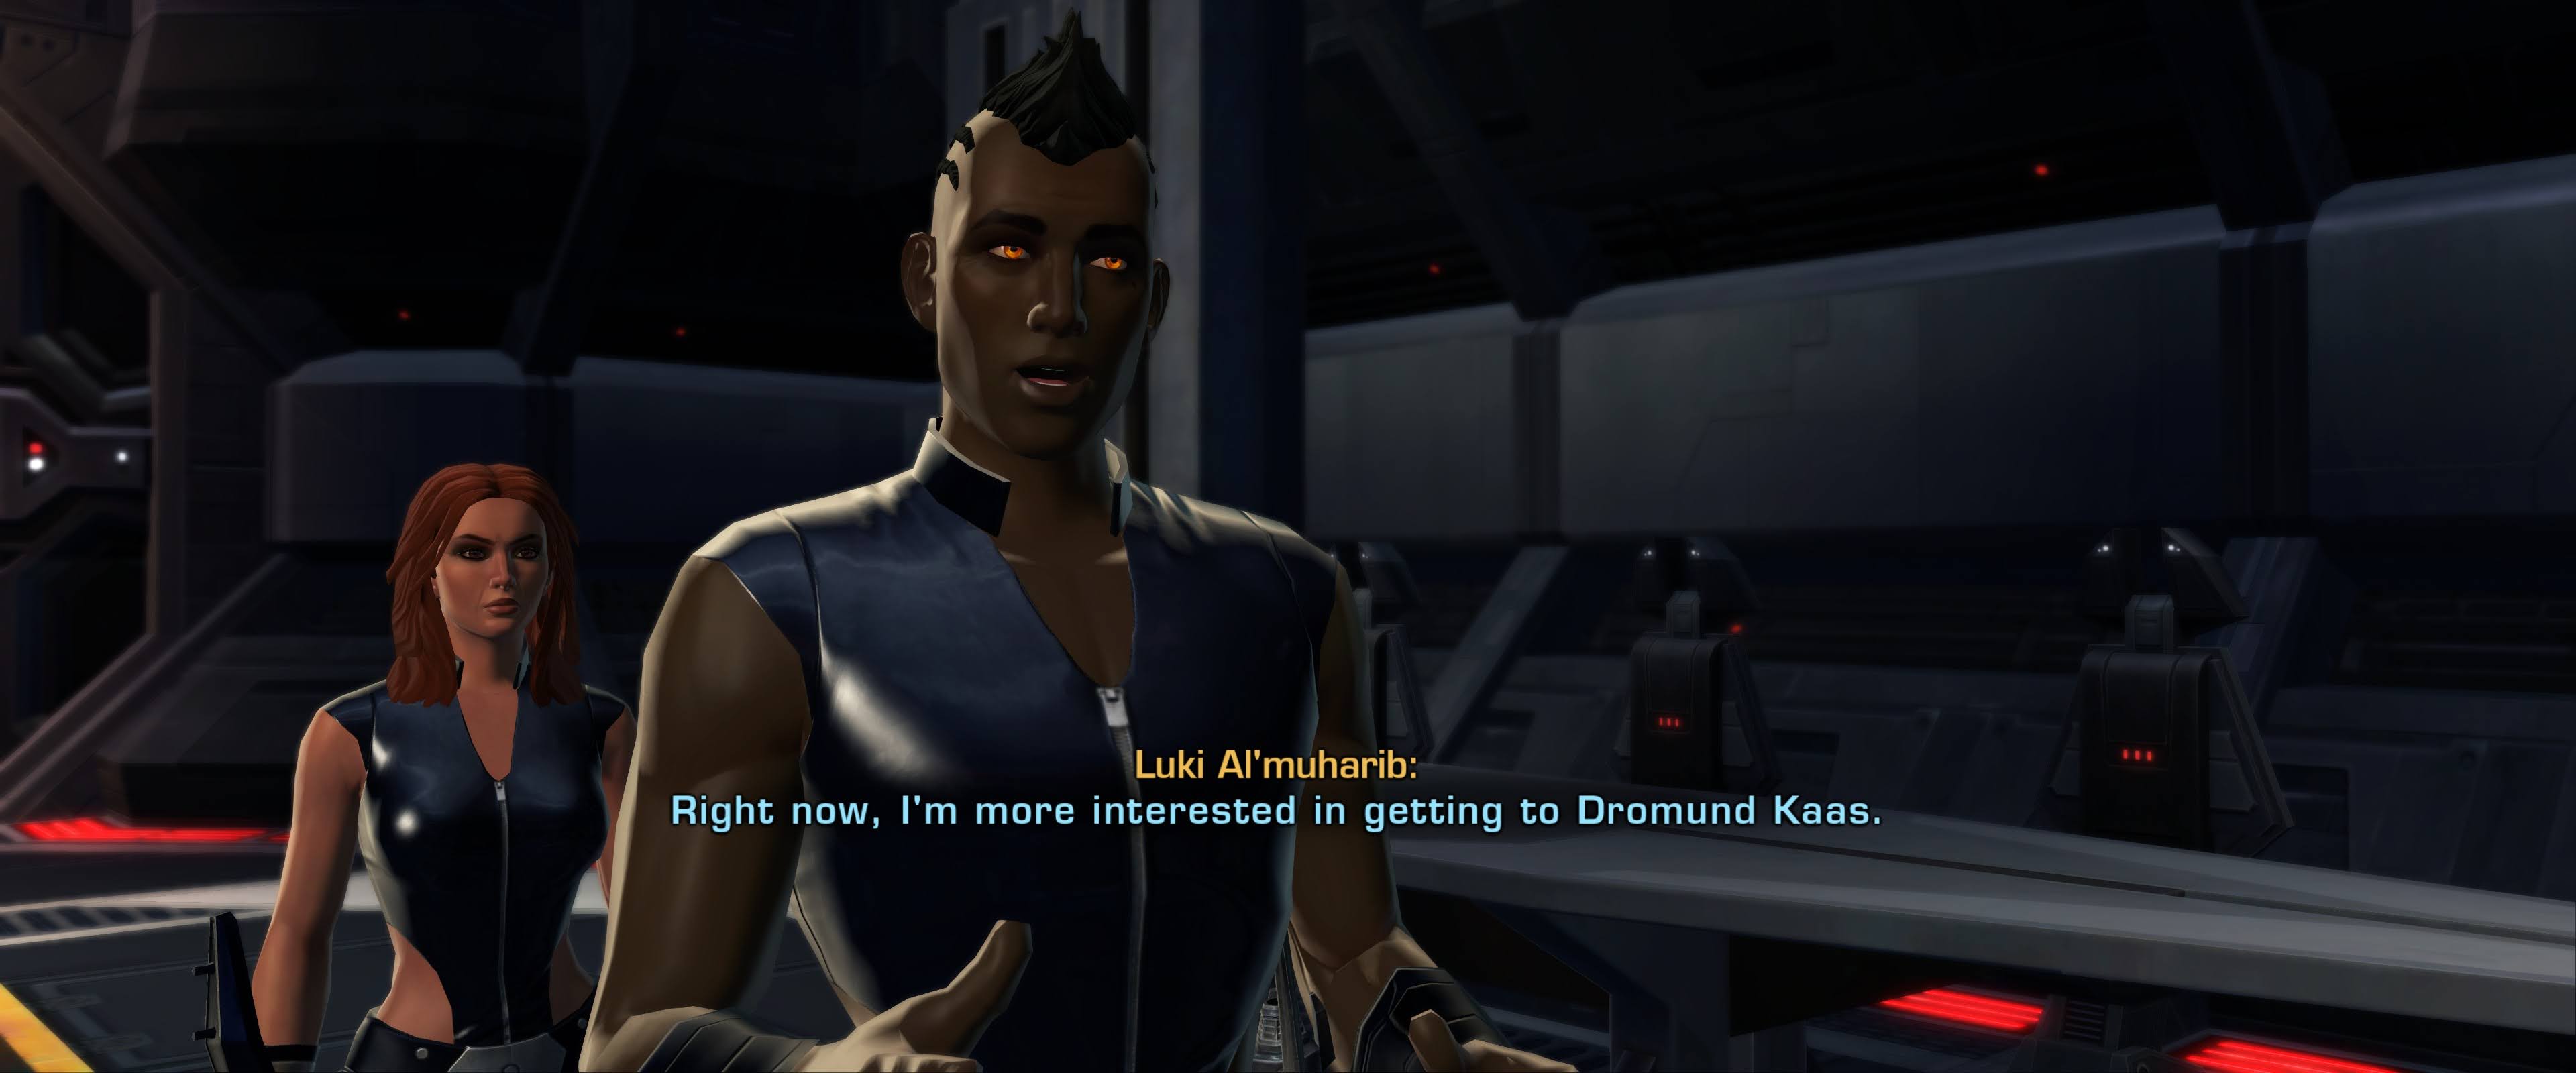 Luki Al'muharib:
Right now, I'm more interested in getting to Dromund Kaas.